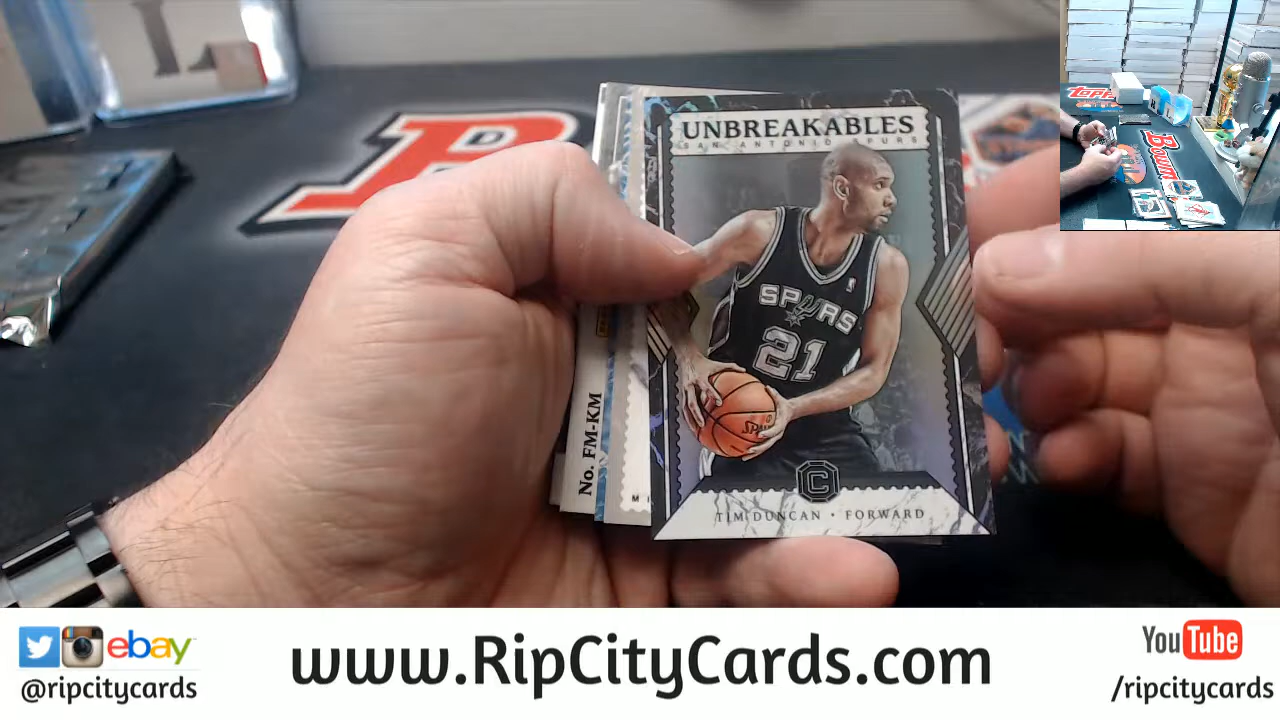 UNBREAKABLES
SAN ANTONIO SPURS
SPURS
21
C
TIM DUNCAN • FORWARD
No. FM-KM
Bowm
ebay
@ripcitycards
www.RipCityCards.com
YouTube
/ripcitycards